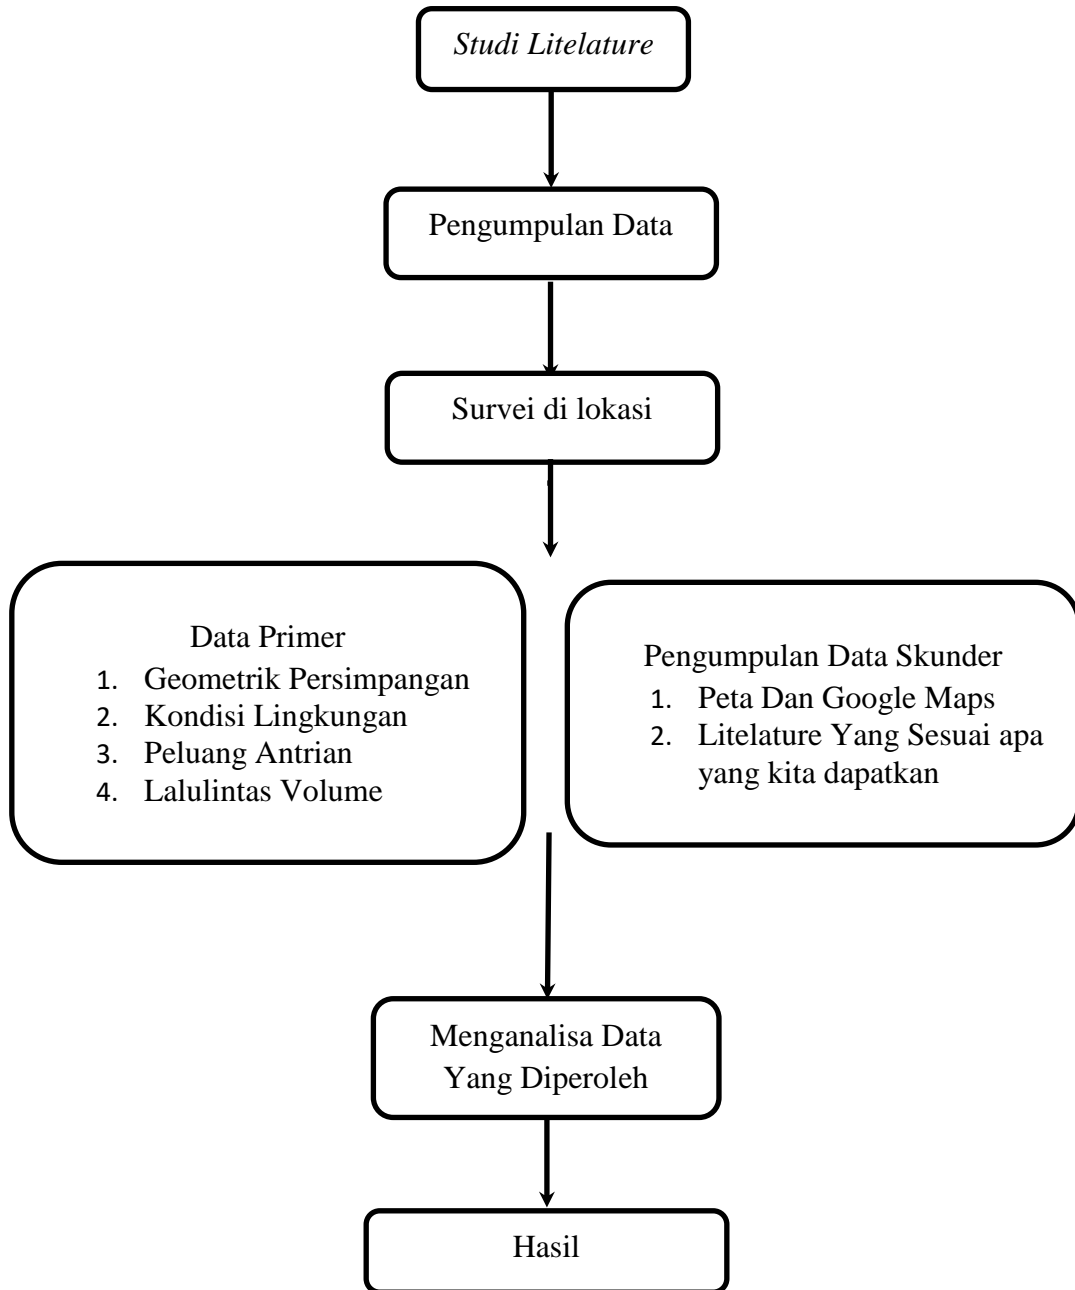 Studi Litelature
Pengumpulan Data
Survei di lokasi
Data Primer
1. Geometrik Persimpangan
2. Kondisi Lingkungan
3. Peluang Antrian
4. Lalulintas Volume
Pengumpulan Data Skunder
1. Peta Dan Google Maps
2. Litelature Yang Sesuai apa
yang kita dapatkan
Menganalisa Data
Yang Diperoleh
Hasil